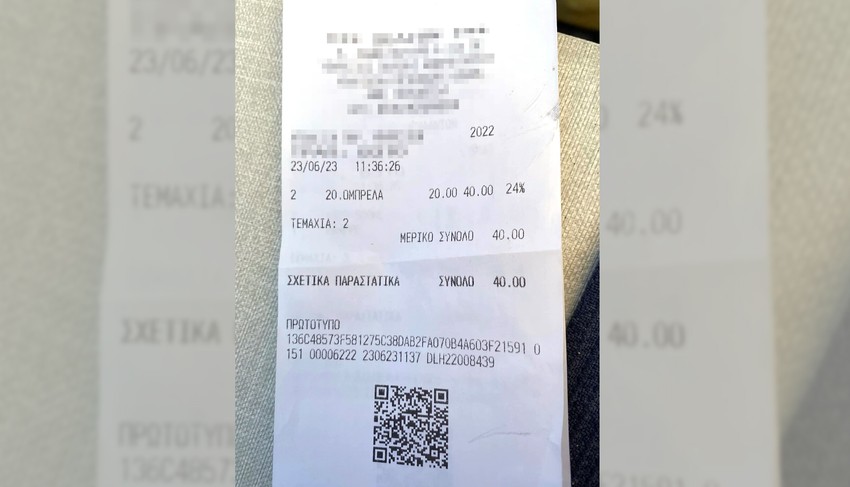 2022
23/06/23 11:36:26
2 20.ΟΜΠΡΕΛΑ 20.00 40.00 24%
ΤΕΜΑΧΙΑ: 2
ΜΕΡΙΚΟ ΣΥΝΟΛΟ 40.00
ΣΧΕΤΙΚΑ ΠΑΡΑΣΤΑΤΙΚΑ ΣΥΝΟΛΟ 40.00
ΠΡΩΤΟΤΥΠΟ
136C48573F581275C38DAB2FA070B4A603F21591 0
151 00006222 2306231137 DLH22008439